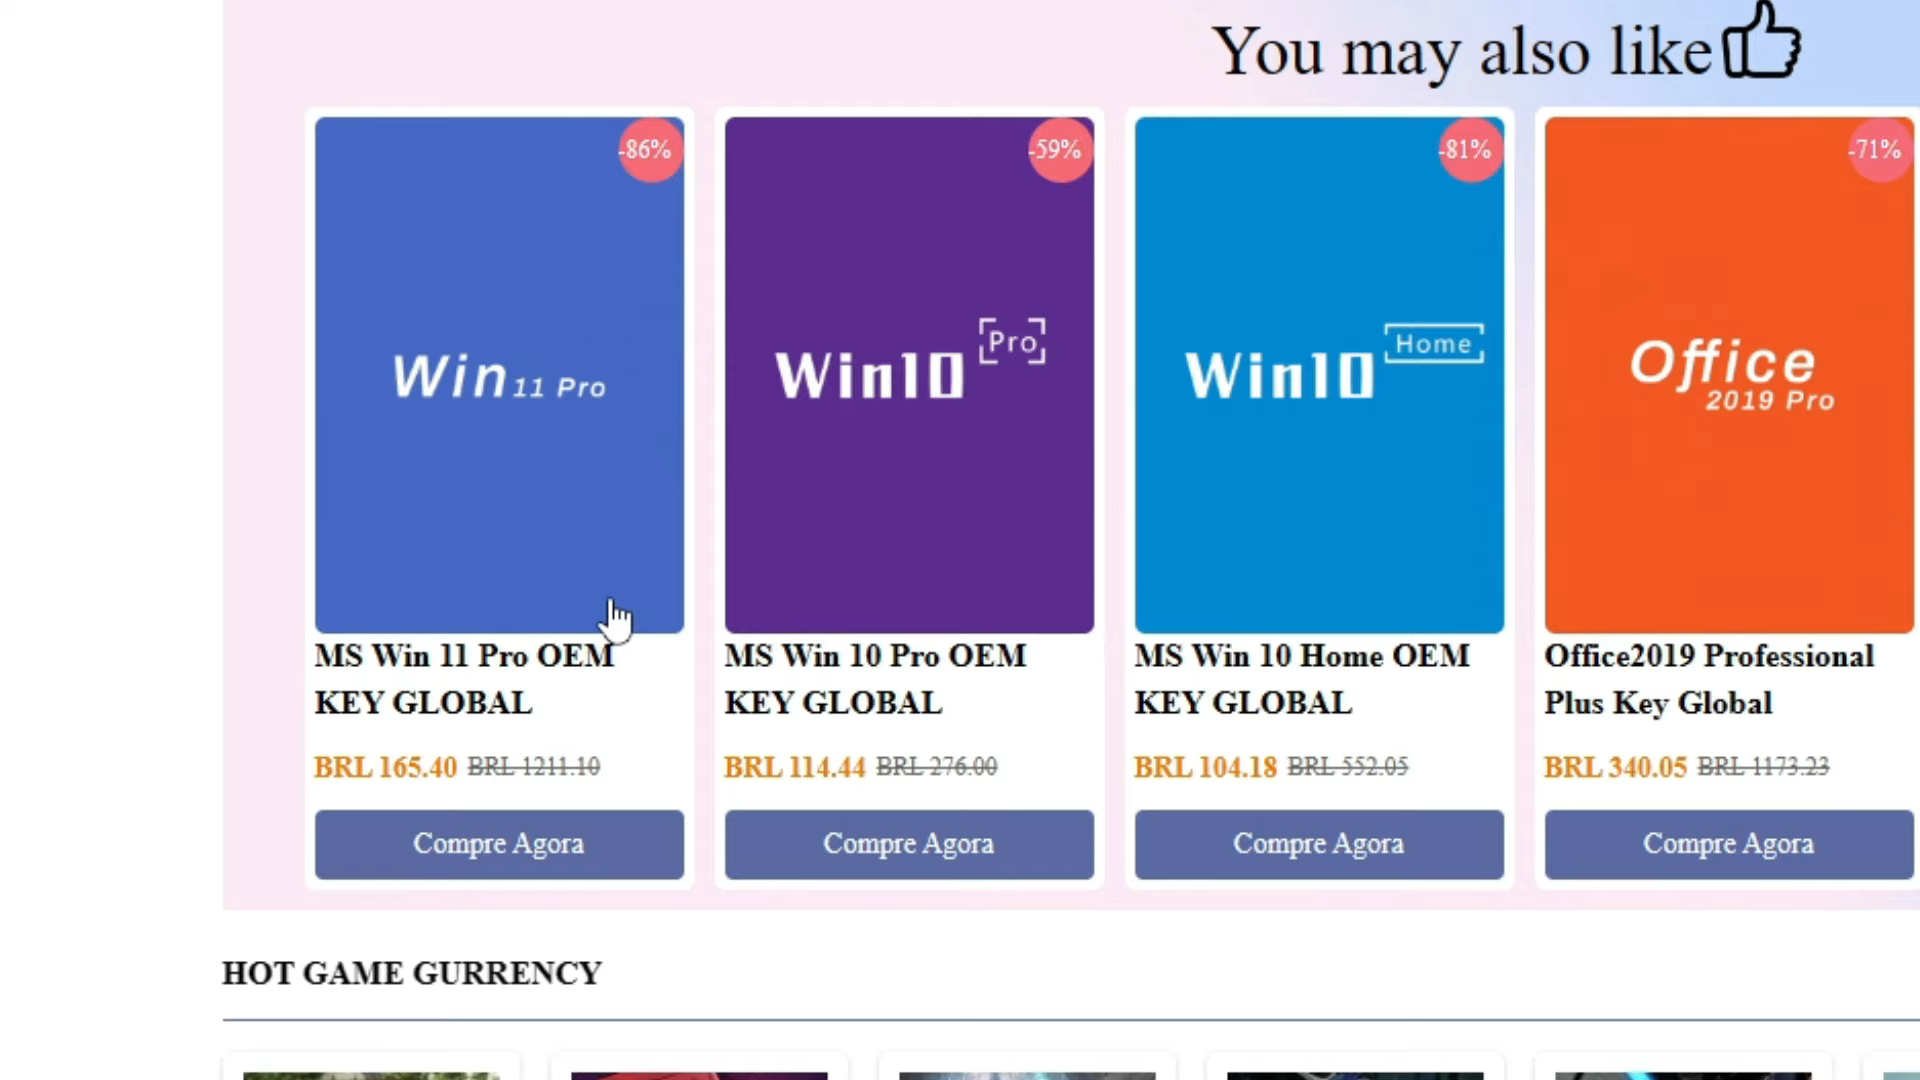 You may also like
-86%
Win 11 Pro
MS Win 11 Pro OEM
KEY GLOBAL
BRL 165.40 BRL 1211.10
Compre Agora
-59%
Win10 Pro
MS Win 10 Pro OEM
KEY GLOBAL
BRL 114.44 BRL 276.00
Compre Agora
-81%
Win10 Home
MS Win 10 Home OEM
KEY GLOBAL
BRL 104.18 BRL 552.05
Compre Agora
-71%
Office
2019 Pro
Office2019 Professional
Plus Key Global
BRL 340.05 BRL 1173.23
Compre Agora
HOT GAME GURRENCY